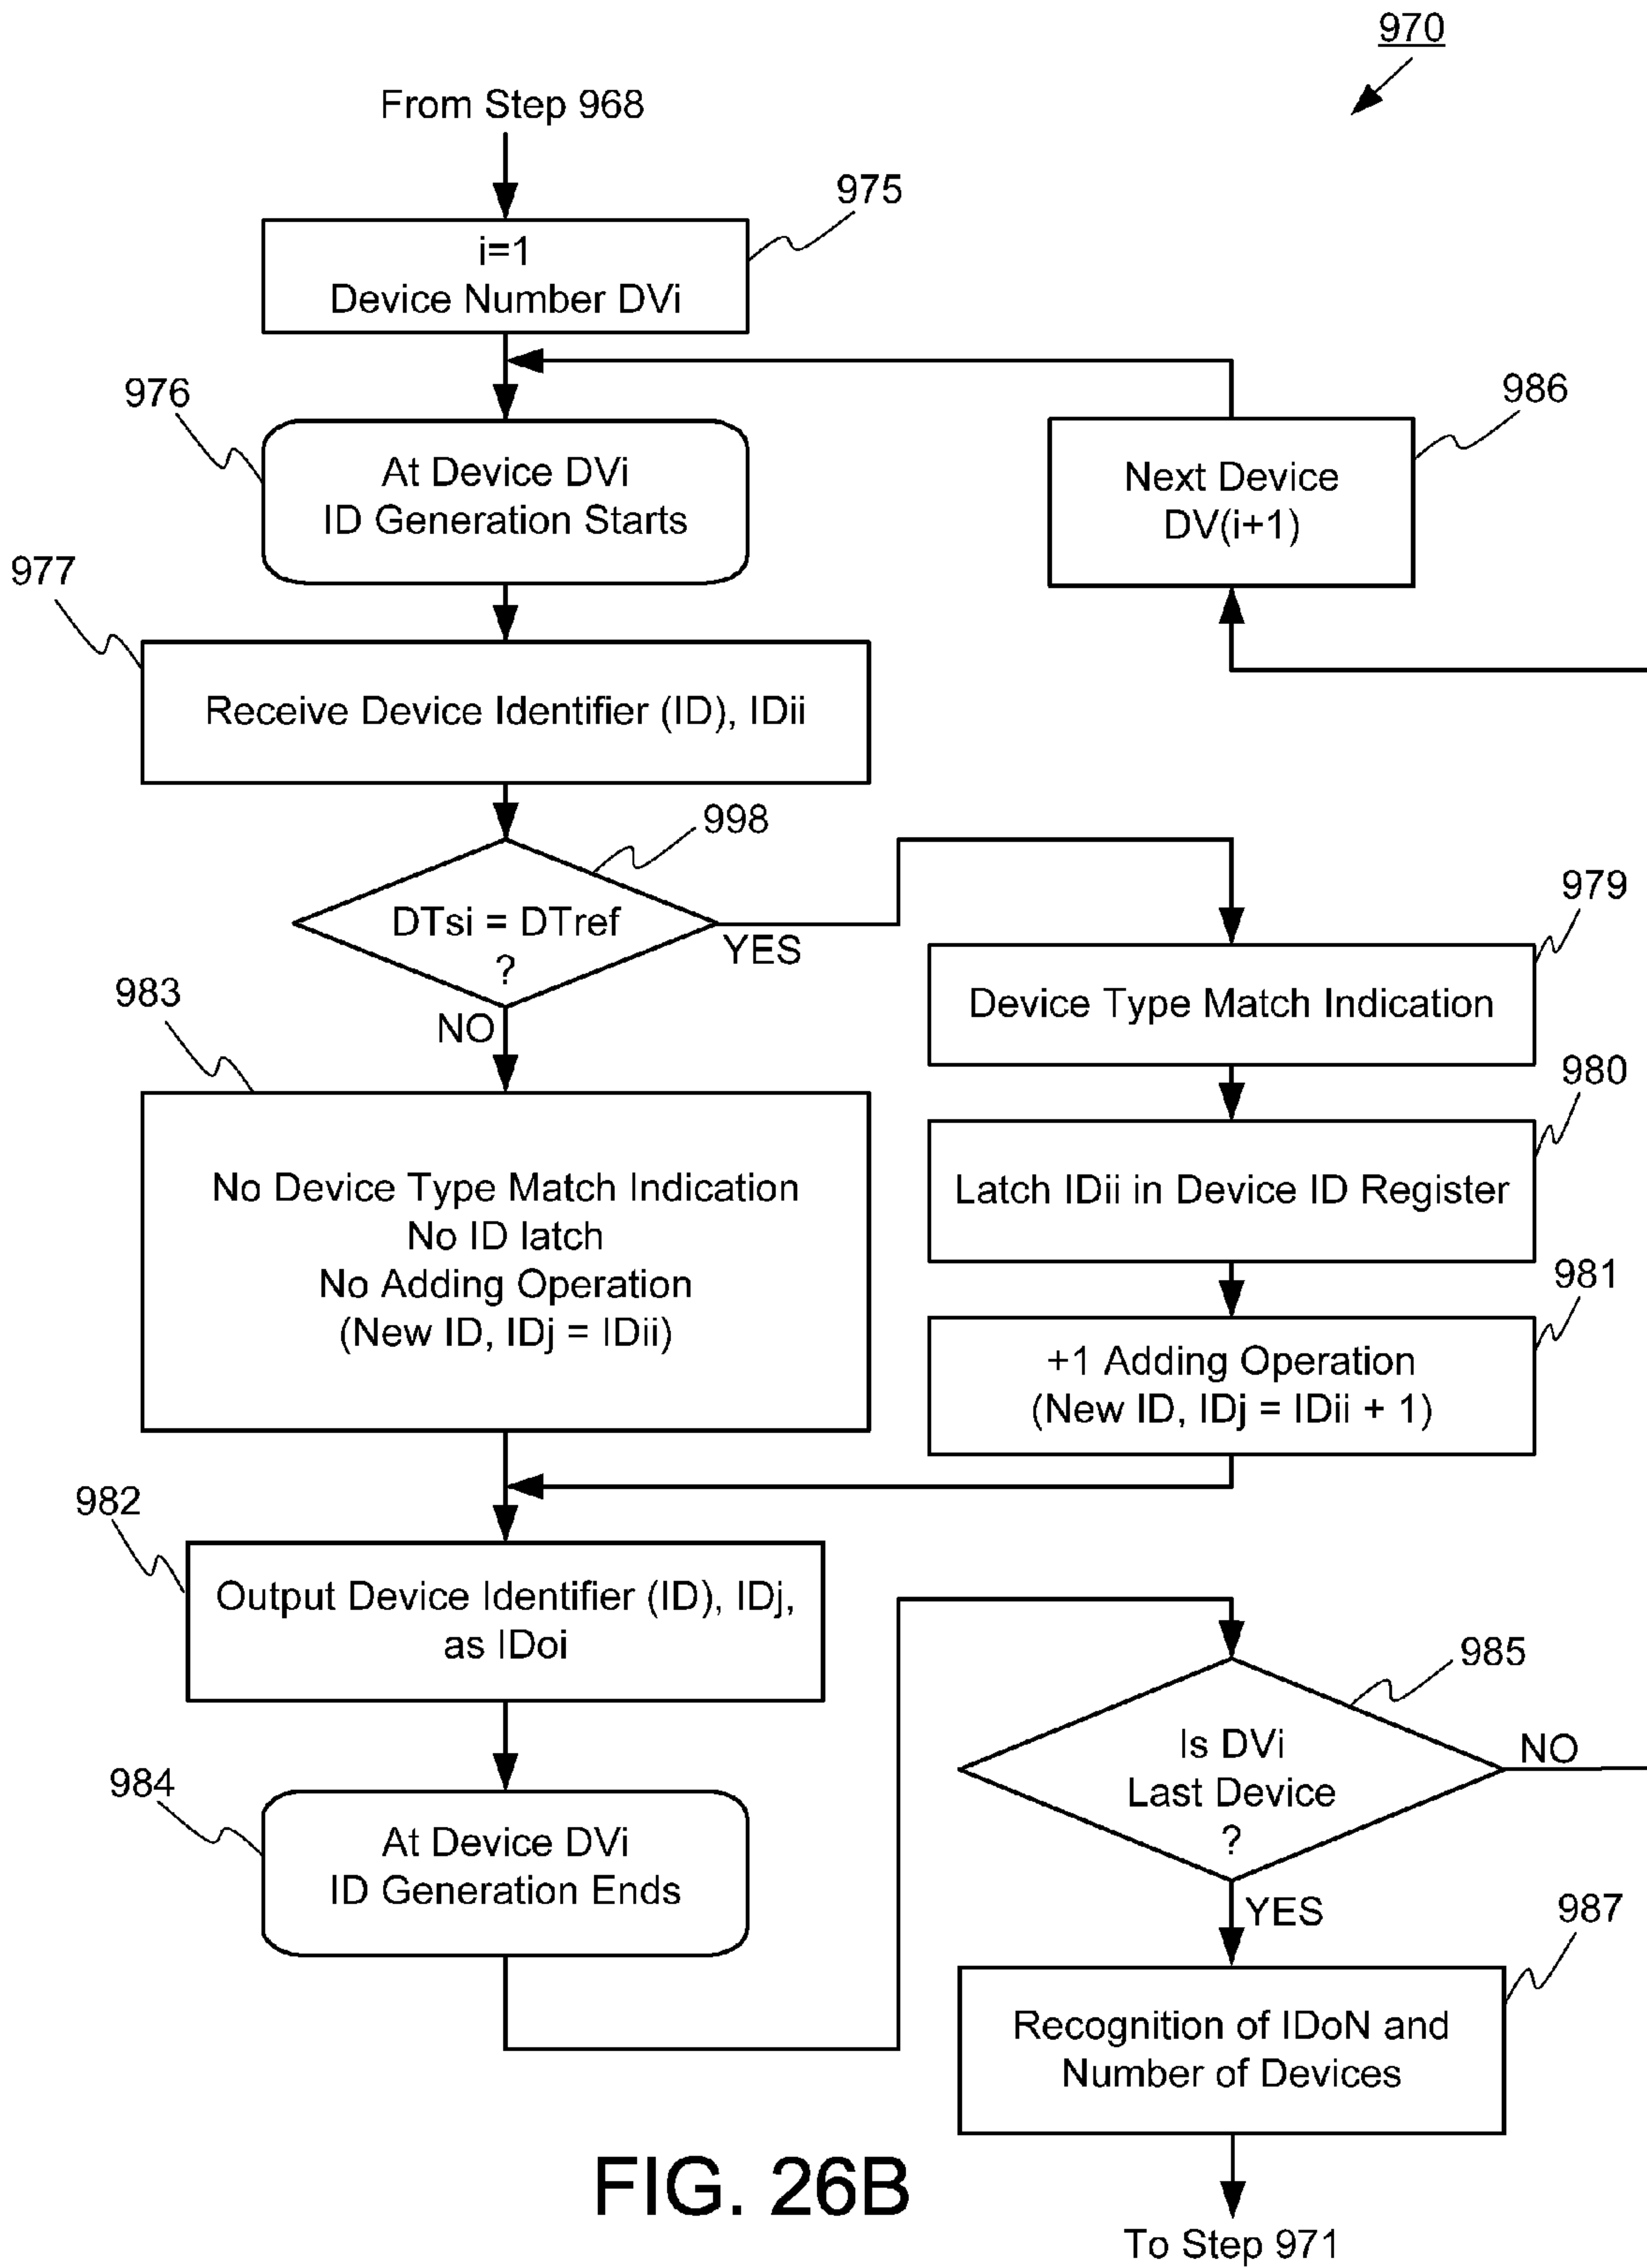 970
From Step 968
975
i=1
Device Number DVi
976
At Device DVi
ID Generation Starts
986
Next Device
DV(i+1)
977
Receive Device Identifier (ID), IDii
998
DTsi = DTref
?
YES
NO
979
Device Type Match Indication
983
No Device Type Match Indication
No ID latch
No Adding Operation
(New ID, IDj = IDii)
980
Latch IDii in Device ID Register
981
+1 Adding Operation
(New ID, IDj = IDii + 1)
982
Output Device Identifier (ID), IDj,
as IDoi
984
At Device DVi
ID Generation Ends
985
Is DVi
Last Device
?
NO
YES
987
Recognition of IDoN and
Number of Devices
To Step 971
FIG. 26B